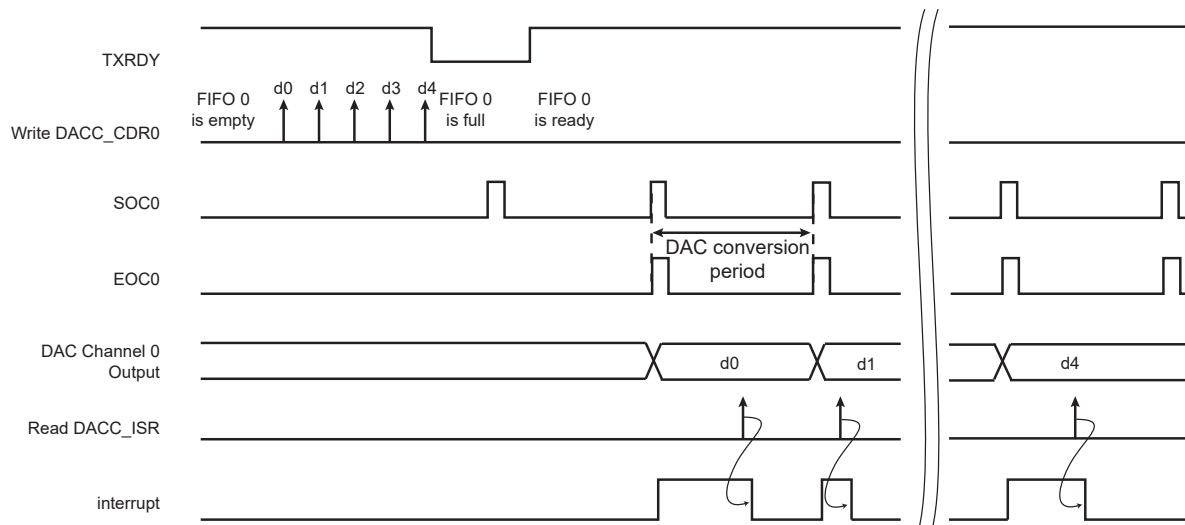 TXRDY
d0 d1 d2 d3 d4
FIFO 0
is empty
FIFO 0
is full
FIFO 0
is ready
Write DACC_CDR0
SOC0
DAC conversion
period
EOC0
DAC Channel 0
Output
d0
d1
d4
Read DACC_ISR
interrupt